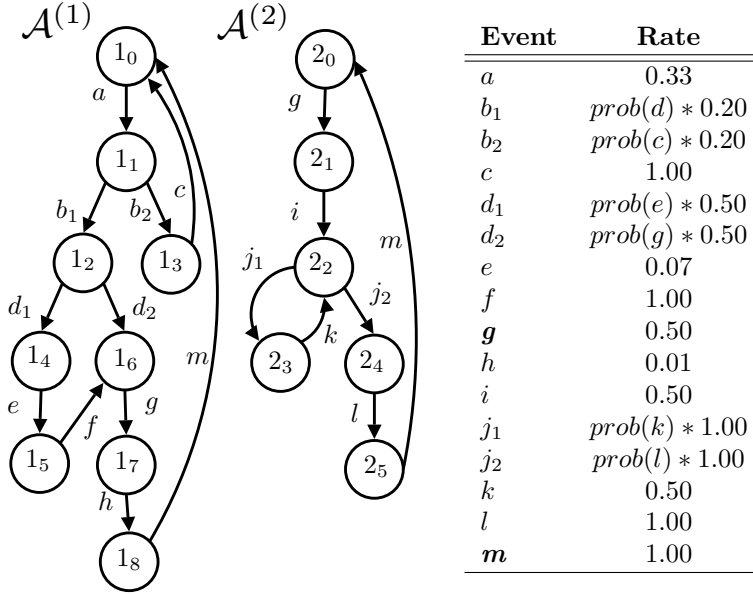 𝒜⁽¹⁾
1₀
a
1₁
b₁
b₂
c
1₂
1₃
d₁
d₂
m
1₄
1₆
e
f
g
1₅
1₇
h
1₈
𝒜⁽²⁾
2₀
g
2₁
i
m
2₂
j₁
j₂
k
2₃
2₄
l
2₅
Event Rate
a 0.33
b₁ prob(d) * 0.20
b₂ prob(c) * 0.20
c 1.00
d₁ prob(e) * 0.50
d₂ prob(g) * 0.50
e 0.07
f 1.00
g 0.50
h 0.01
i 0.50
j₁ prob(k) * 1.00
j₂ prob(l) * 1.00
k 0.50
l 1.00
m 1.00